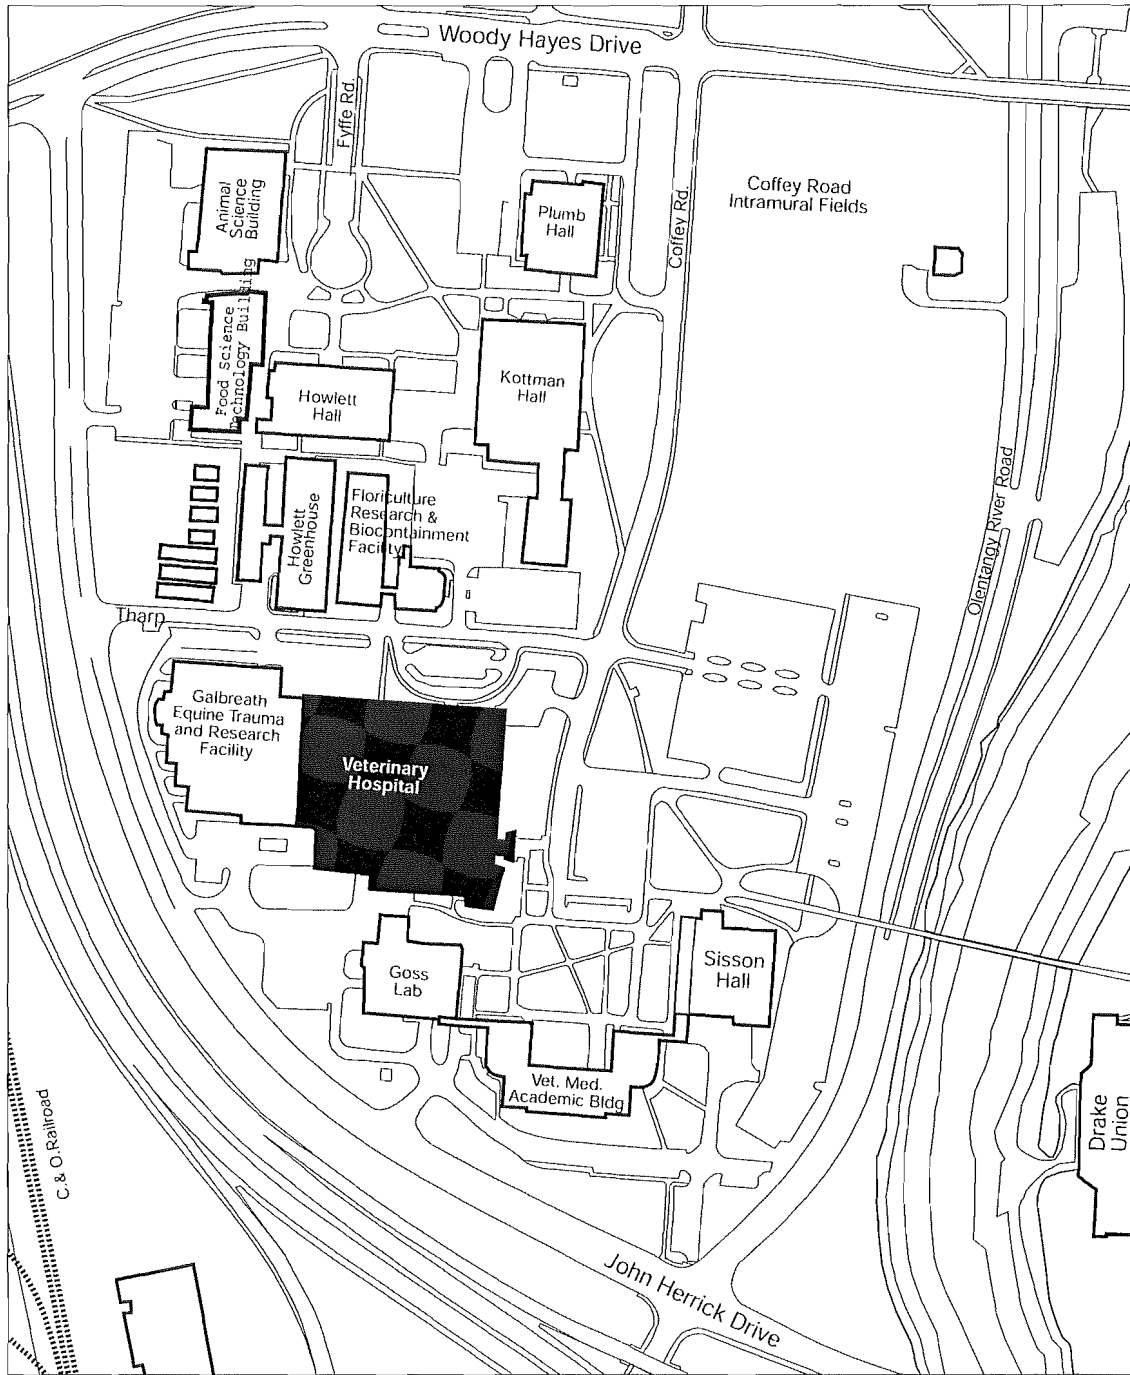 Woody Hayes Drive
Fyffe Rd.
Coffey Rd.
Coffey Road
Intramural Fields
Animal
Science
Building
Plumb
Hall
Food Science
Technology Building
Howlett
Hall
Kottman
Hall
Howlett
Greenhouse
Floriculture
Research &
Biocontainment
Facility
Olentangy River Road
Tharp
Galbreath
Equine Trauma
and Research
Facility
Veterinary
Hospital
Goss
Lab
Sisson
Hall
Vet. Med.
Academic Bldg
Drake
Union
C.& O.Railroad
John Herrick Drive